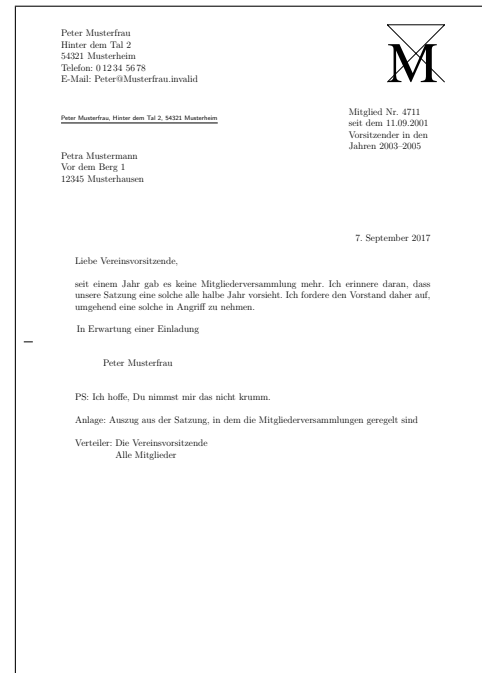 Peter Musterfrau
Hinter dem Tal 2
54321 Musterheim
Telefon: 0 12 34 56 78
E-Mail: Peter@Musterfrau.invalid
M
Peter Musterfrau, Hinter dem Tal 2, 54321 Musterheim
Mitglied Nr. 4711
seit dem 11.09.2001
Vorsitzender in den
Jahren 2003–2005
Petra Mustermann
Vor dem Berg 1
12345 Musterhausen
7. September 2017
Liebe Vereinsvorsitzende,
seit einem Jahr gab es keine Mitgliederversammlung mehr. Ich erinnere daran, dass
unsere Satzung eine solche alle halbe Jahr vorsieht. Ich fordere den Vorstand daher auf,
umgehend eine solche in Angriff zu nehmen.
In Erwartung einer Einladung
Peter Musterfrau
PS: Ich hoffe, Du nimmst mir das nicht krumm.
Anlage: Auszug aus der Satzung, in dem die Mitgliederversammlungen geregelt sind
Verteiler: Die Vereinsvorsitzende
Alle Mitglieder